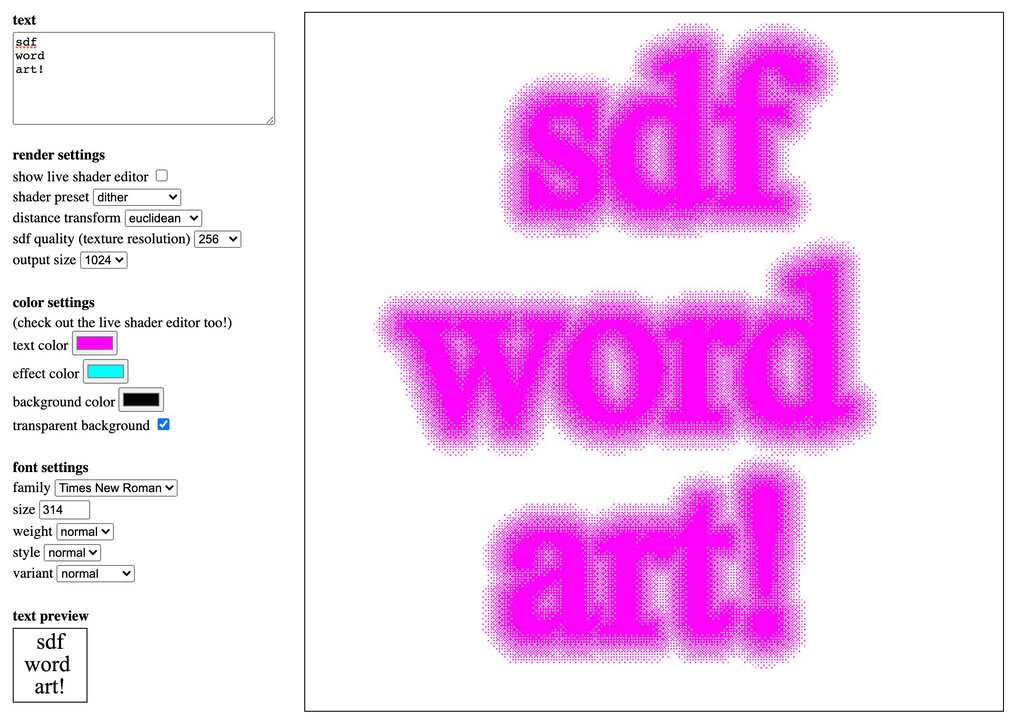 text
sdf
word
art!
render settings
show live shader editor
shader preset dither
distance transform euclidean
sdf quality (texture resolution) 256
output size 1024
color settings
(check out the live shader editor too!)
text color
effect color
background color
transparent background
font settings
family Times New Roman
size 314
weight normal
style normal
variant normal
text preview
sdf
word
art!
sdf
word
art!